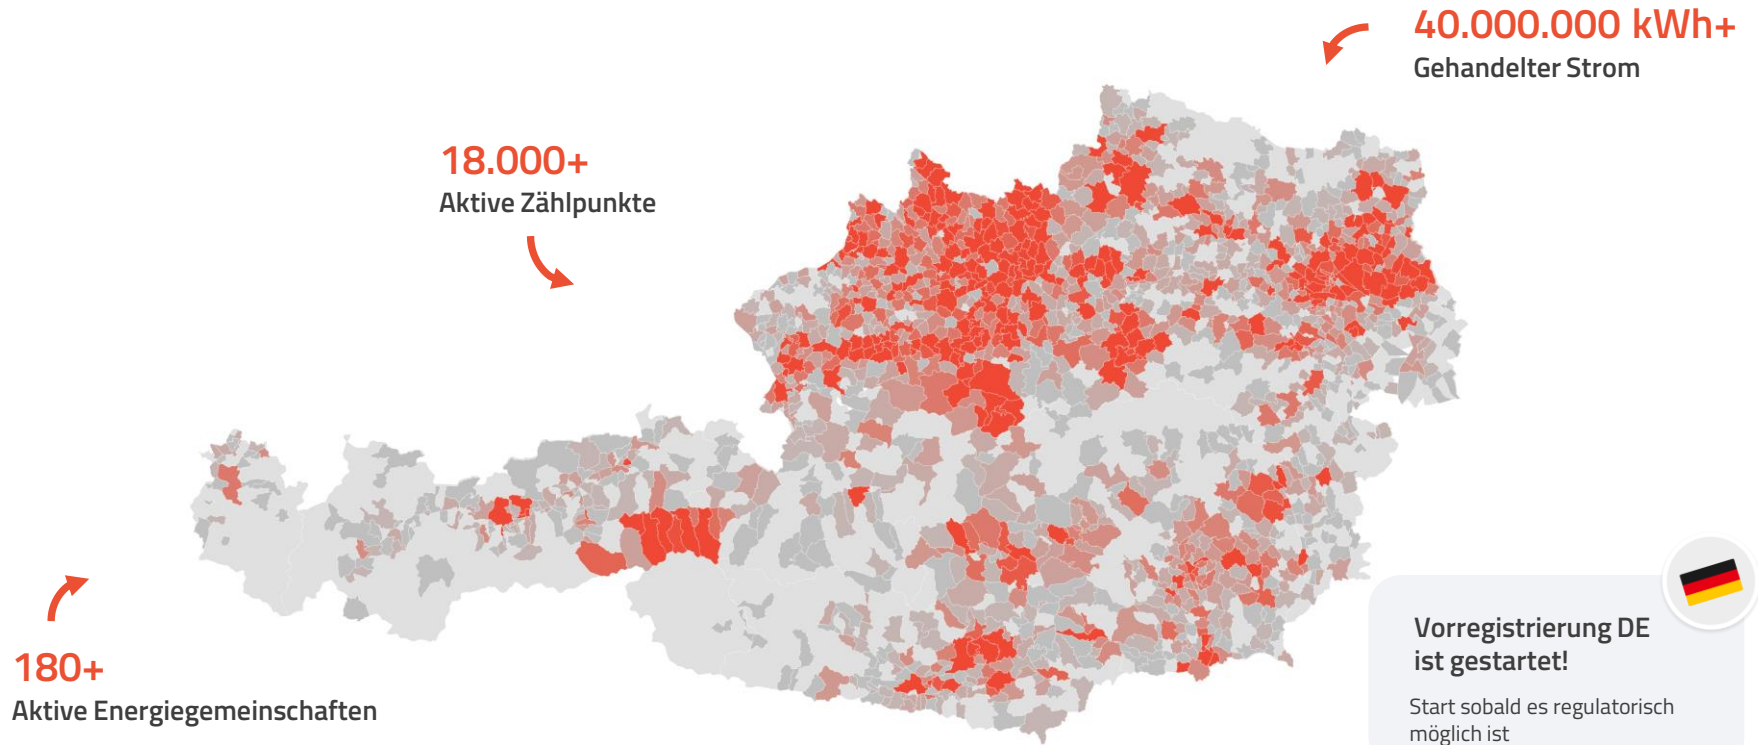 40.000.000 kWh+
Gehandelter Strom
18.000+
Aktive Zählpunkte
180+
Aktive Energiegemeinschaften
Vorregistrierung DE
ist gestartet!
Start sobald es regulatorisch
möglich ist